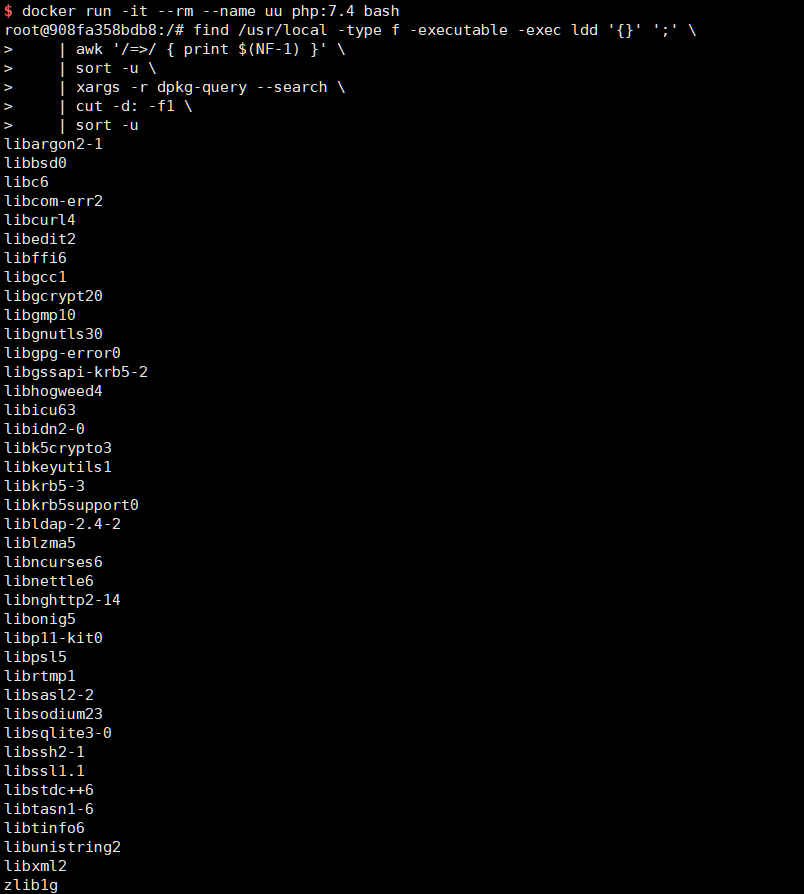 $ docker run -it --rm --name uu php:7.4 bash
root@908fa358bdb8:/# find /usr/local -type f -executable -exec ldd '{}' ';' \
>     | awk '/=>/ { print $(NF-1) }' \
>     | sort -u \
>     | xargs -r dpkg-query --search \
>     | cut -d: -f1 \
>     | sort -u
libargon2-1
libbsd0
libc6
libcom-err2
libcurl4
libedit2
libffi6
libgcc1
libgcrypt20
libgmp10
libgnutls30
libgpg-error0
libgssapi-krb5-2
libhogweed4
libicu63
libidn2-0
libk5crypto3
libkeyutils1
libkrb5-3
libkrb5support0
libldap-2.4-2
liblzma5
libncurses6
libnettle6
libnghttp2-14
libonig5
libp11-kit0
libpsl5
librtmp1
libsasl2-2
libsodium23
libsqlite3-0
libssh2-1
libssl1.1
libstdc++6
libtasn1-6
libtinfo6
libunistring2
libxml2
zlib1g